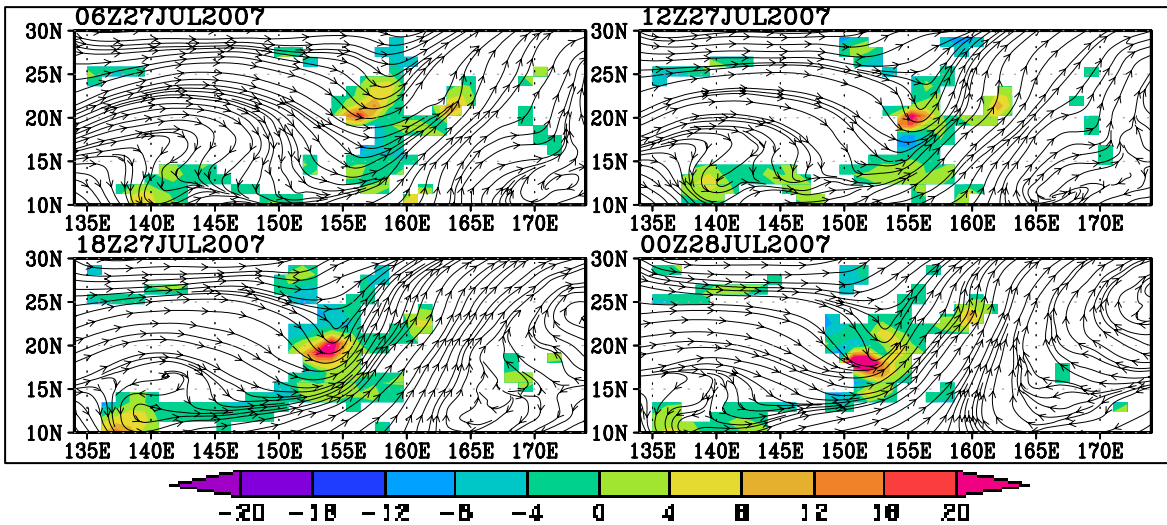 06Z27JUL2007 12Z27JUL2007
30N 30N
25N 25N
20N 20N
15N 15N
10N 10N
135E 140E 145E 150E 155E 160E 165E 170E 135E 140E 145E 150E 155E 160E 165E 170E
18Z27JUL2007 00Z28JUL2007
30N 30N
25N 25N
20N 20N
15N 15N
10N 10N
135E 140E 145E 150E 155E 160E 165E 170E 135E 140E 145E 150E 155E 160E 165E 170E
-20 -16 -12 -8 -4 0 4 8 12 16 20